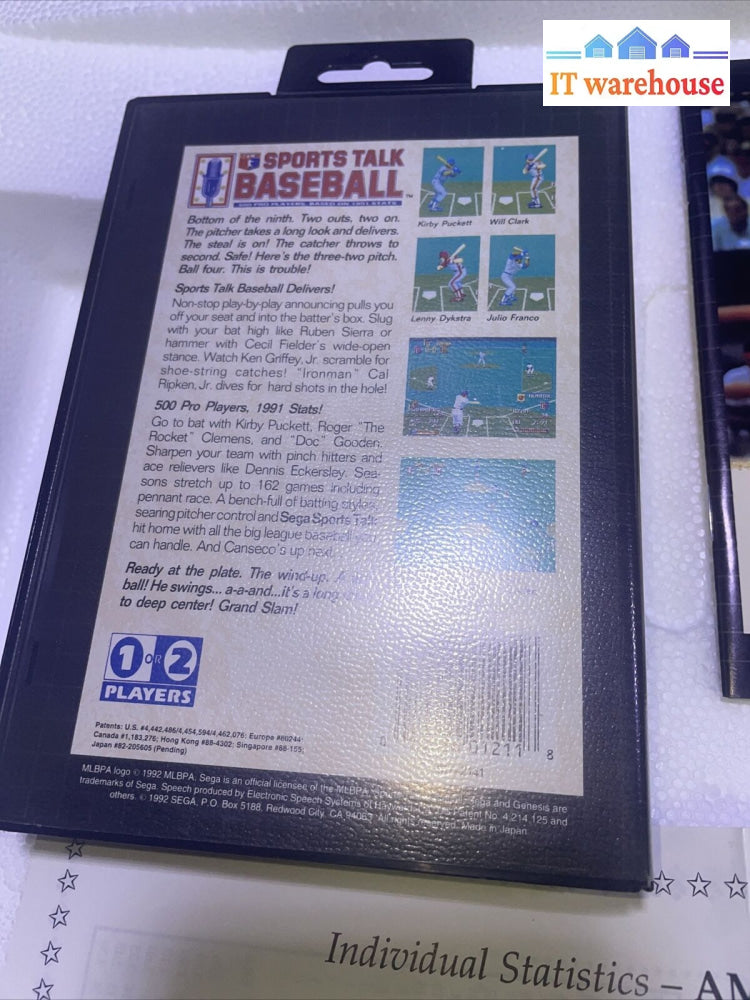 IT warehouse
SPORTS TALK
BASEBALL™
500 PRO PLAYERS, BASED ON 1991 STATS
Bottom of the ninth. Two outs, two on.
The pitcher takes a long look and delivers.
The steal is on! The catcher throws to
second. Safe! Here's the three-two pitch.
Ball four. This is trouble!
Sports Talk Baseball Delivers!
Non-stop play-by-play announcing pulls you
off your seat and into the batter's box. Slug
with your bat high like Ruben Sierra or
hammer with Cecil Fielder's wide-open
stance. Watch Ken Griffey, Jr. scramble for
shoe-string catches! "Ironman" Cal
Ripken, Jr. dives for hard shots in the hole!
500 Pro Players, 1991 Stats!
Go to bat with Kirby Puckett, Roger "The
Rocket" Clemens, and "Doc" Gooden.
Sharpen your team with pinch hitters and
ace relievers like Dennis Eckersley. Sea-
sons stretch up to 162 games including
pennant race. A bench-full of batting styles,
searing pitcher control and Sega Sports Talk
hit home with all the big league baseball you
can handle. And Canseco's up next!
Ready at the plate. The wind-up. A
ball! He swings... a-a-and...it's a long
to deep center! Grand Slam!
Kirby Puckett Will Clark
Lenny Dykstra Julio Franco
1 OR 2
PLAYERS
Patents: U.S. #4,442,486/4,454,594/4,462,076; Europe #80244;
Canada #1,183,276; Hong Kong #88-4302; Singapore #88-155;
Japan #82-205605 (Pending)
01211 8
MLBPA logo © 1992 MLBPA. Sega is an official licensee of the MLBPA and Genesis are
trademarks of Sega. Speech produced by Electronic Speech Systems of Patent No. 4,214,125 and
others. © 1992 SEGA, P.O. Box 5188, Redwood City, CA 94063. All rights reserved. Made in Japan.
Individual Statistics – AM